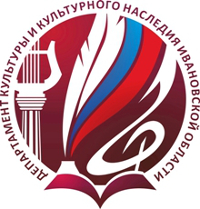 ДЕПАРТАМЕНТ КУЛЬТУРЫ И КУЛЬТУРНОГО НАСЛЕДИЯ ИВАНОВСКОЙ ОБЛАСТИ